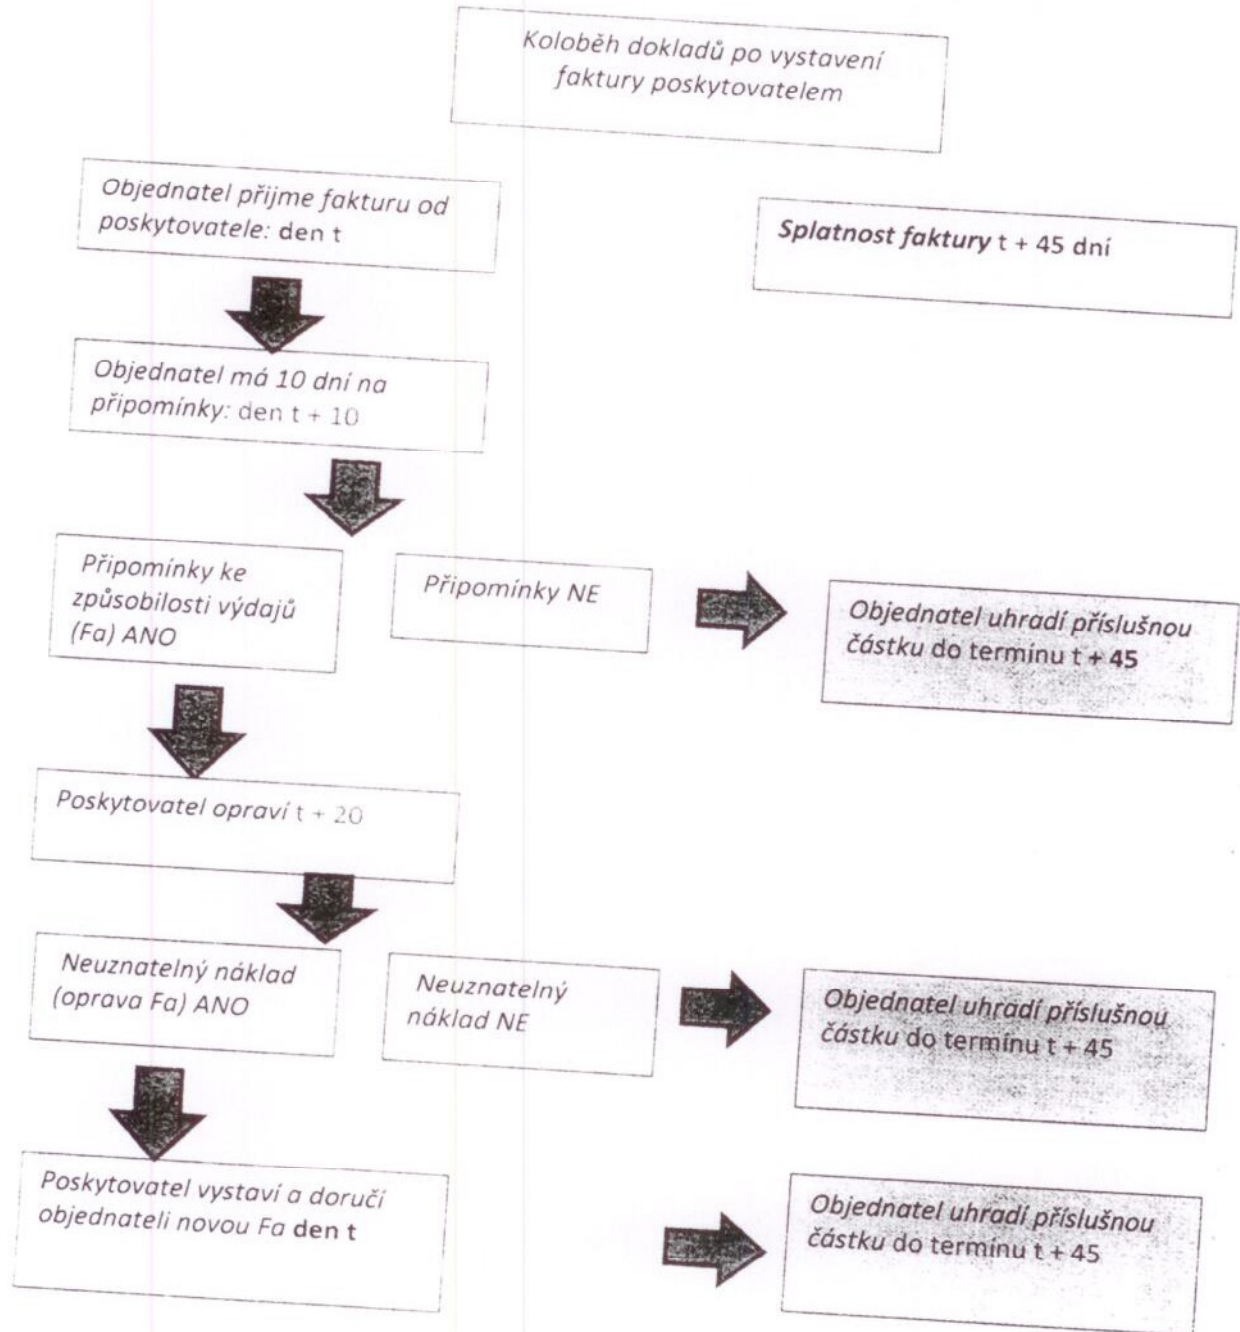 Koloběh dokladů po vystavení
faktury poskytovatelem
Objednatel přijme fakturu od
poskytovatele: den t
Splatnost faktury t + 45 dní
Objednatel má 10 dní na
připomínky: den t + 10
Připomínky ke
způsobilosti výdajů
(Fa) ANO
Připomínky NE
Objednatel uhradí příslušnou
částku do termínu t + 45
Poskytovatel opraví t + 20
Neuznatelný náklad
(oprava Fa) ANO
Neuznatelný
náklad NE
Objednatel uhradí příslušnou
částku do termínu t + 45
Poskytovatel vystaví a doručí
objednateli novou Fa den t
Objednatel uhradí příslušnou
částku do termínu t + 45